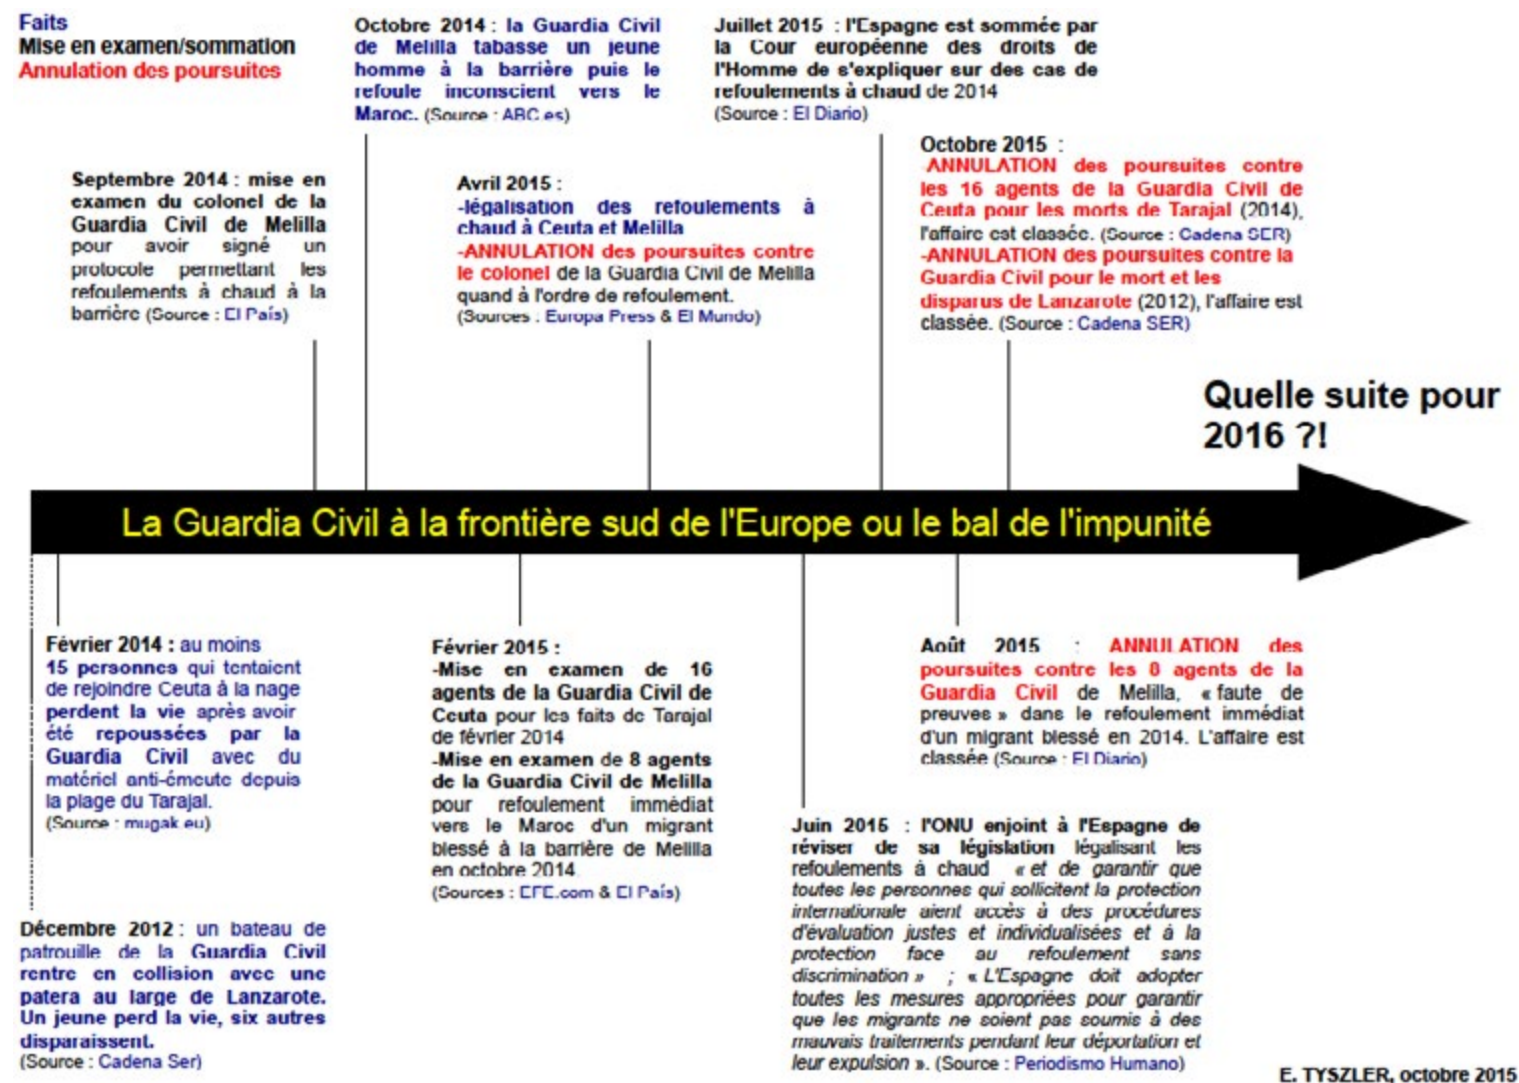 Faits
Mise en examen/sommation
Annulation des poursuites
Octobre 2014 : la Guardia Civil
de Melilla tabasse un jeune
homme à la barrière puis le
refoule inconscient vers le
Maroc. (Source : ABC.es)
Juillet 2015 : l'Espagne est sommée par
la Cour européenne des droits de
l'Homme de s'expliquer sur des cas de
refoulements à chaud de 2014
(Source : El Diario)
Septembre 2014 : mise en
examen du colonel de la
Guardia Civil de Melilla
pour avoir signé un
protocole permettant les
refoulements à chaud à la
barrière (Source : El País)
Avril 2015 :
-légalisation des refoulements à
chaud à Ceuta et Melilla
-ANNULATION des poursuites contre
le colonel de la Guardia Civil de Melilla
quand à l'ordre de refoulement.
(Sources : Europa Press & El Mundo)
Octobre 2015 :
-ANNULATION des poursuites contre
les 16 agents de la Guardia Civil de
Ceuta pour les morts de Tarajal (2014),
l'affaire est classée. (Source : Cadena SER)
-ANNULATION des poursuites contre la
Guardia Civil pour le mort et les
disparus de Lanzarote (2012), l'affaire est
classée. (Source : Cadena SER)
Quelle suite pour
2016 ?!
La Guardia Civil à la frontière sud de l'Europe ou le bal de l'impunité
Février 2014 : au moins
15 personnes qui tentaient
de rejoindre Ceuta à la nage
perdent la vie après avoir
été repoussées par la
Guardia Civil avec du
matériel anti-émeute depuis
la plage du Tarajal.
(Source : mugak.eu)
Décembre 2012 : un bateau de
patrouille de la Guardia Civil
rentre en collision avec une
patera au large de Lanzarote.
Un jeune perd la vie, six autres
disparaissent.
(Source : Cadena Ser)
Février 2015 :
-Mise en examen de 16
agents de la Guardia Civil de
Ceuta pour les faits de Tarajal
de février 2014
-Mise en examen de 8 agents
de la Guardia Civil de Melilla
pour refoulement immédiat
vers le Maroc d'un migrant
blessé à la barrière de Melilla
en octobre 2014.
(Sources : EFE.com & El País)
Août 2015 : ANNULATION des
poursuites contre les 8 agents de la
Guardia Civil de Melilla, « faute de
preuves » dans le refoulement immédiat
d'un migrant blessé en 2014. L'affaire est
classée (Source : El Diario)
Juin 2015 : l'ONU enjoint à l'Espagne de
réviser de sa législation légalisant les
refoulements à chaud « et de garantir que
toutes les personnes qui sollicitent la protection
internationale aient accès à des procédures
d'évaluation justes et individualisées et à la
protection face au refoulement sans
discrimination » ; « L'Espagne doit adopter
toutes les mesures appropriées pour garantir
que les migrants ne soient pas soumis à des
mauvais traitements pendant leur déportation et
leur expulsion ». (Source : Periodismo Humano)
E. TYSZLER, octobre 2015